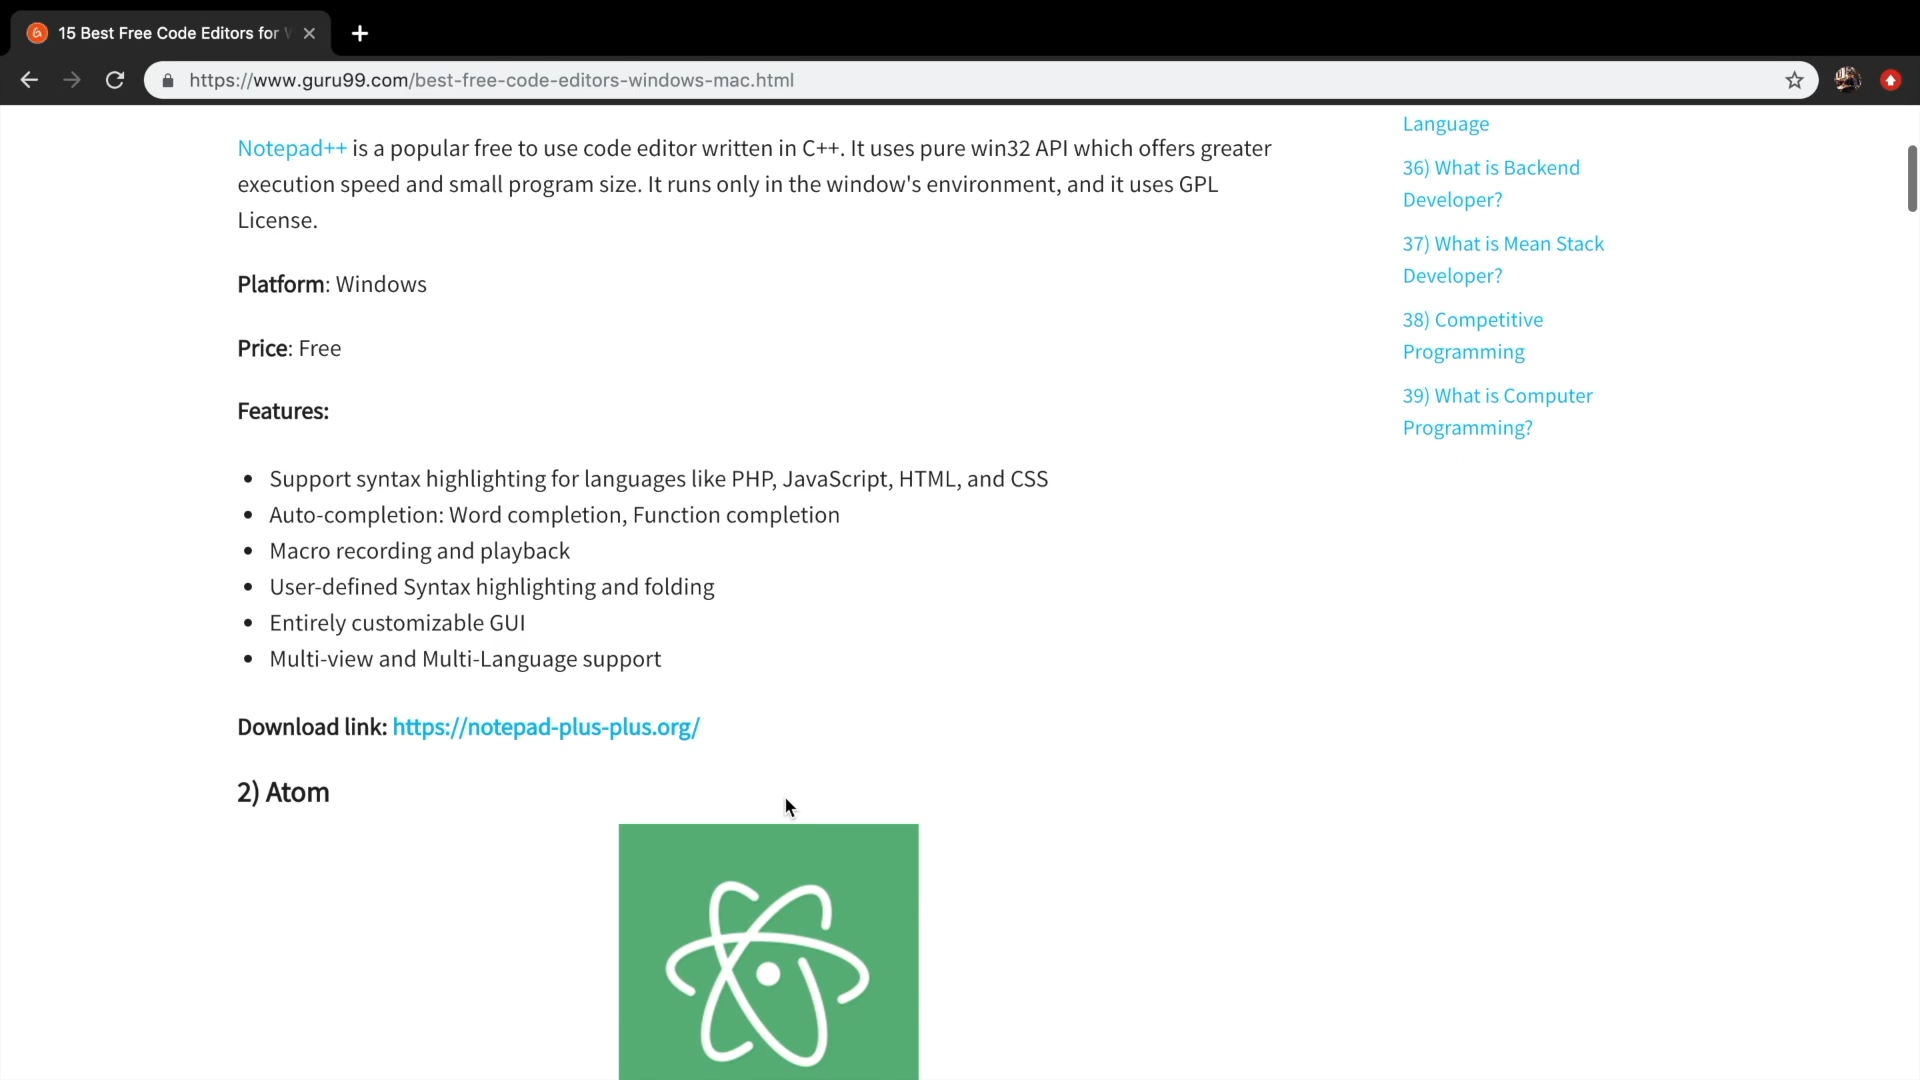 15 Best Free Code Editors for
https://www.guru99.com/best-free-code-editors-windows-mac.html
Notepad++ is a popular free to use code editor written in C++. It uses pure win32 API which offers greater
execution speed and small program size. It runs only in the window's environment, and it uses GPL
License.
Platform: Windows
Price: Free
Features:
Support syntax highlighting for languages like PHP, JavaScript, HTML, and CSS
Auto-completion: Word completion, Function completion
Macro recording and playback
User-defined Syntax highlighting and folding
Entirely customizable GUI
Multi-view and Multi-Language support
Download link: https://notepad-plus-plus.org/
2) Atom
Language
36) What is Backend
Developer?
37) What is Mean Stack
Developer?
38) Competitive
Programming
39) What is Computer
Programming?